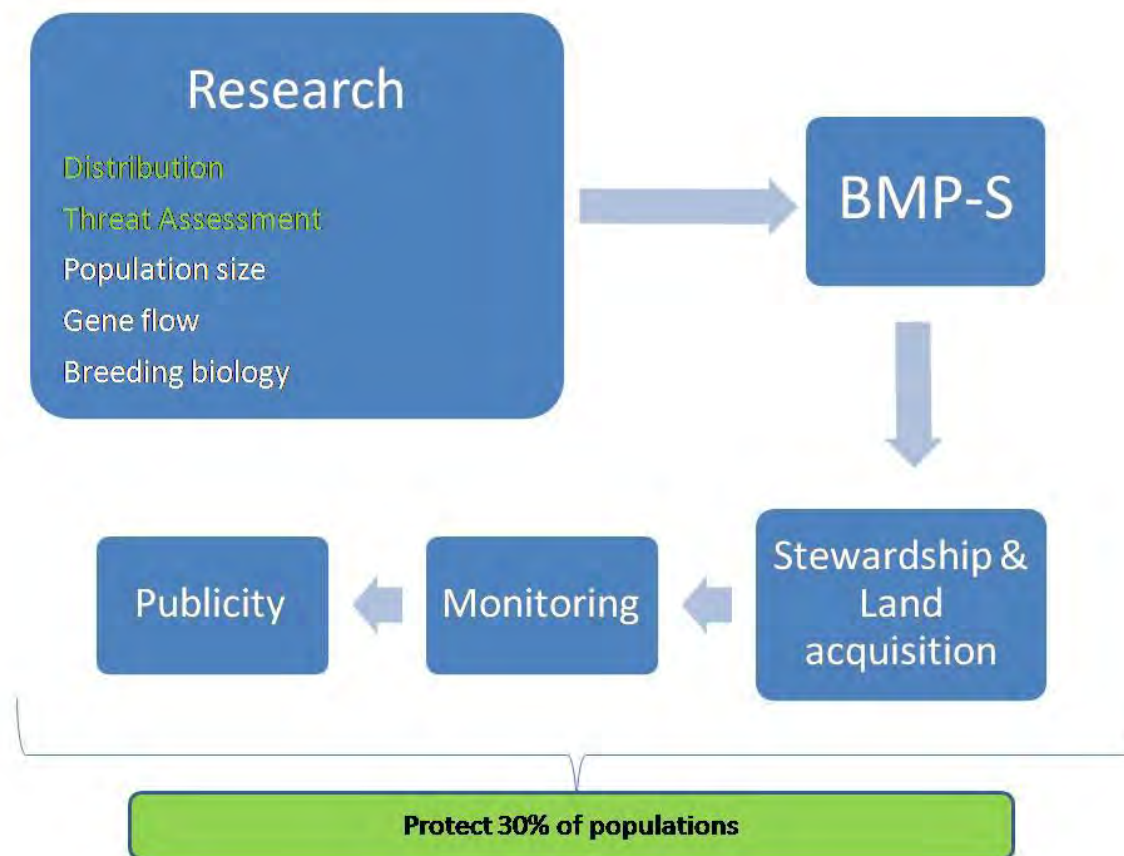 Research
Distribution
Threat Assessment
Population size
Gene flow
Breeding biology
BMP-S
Stewardship &
Land
acquisition
Monitoring
Publicity
Protect 30% of populations